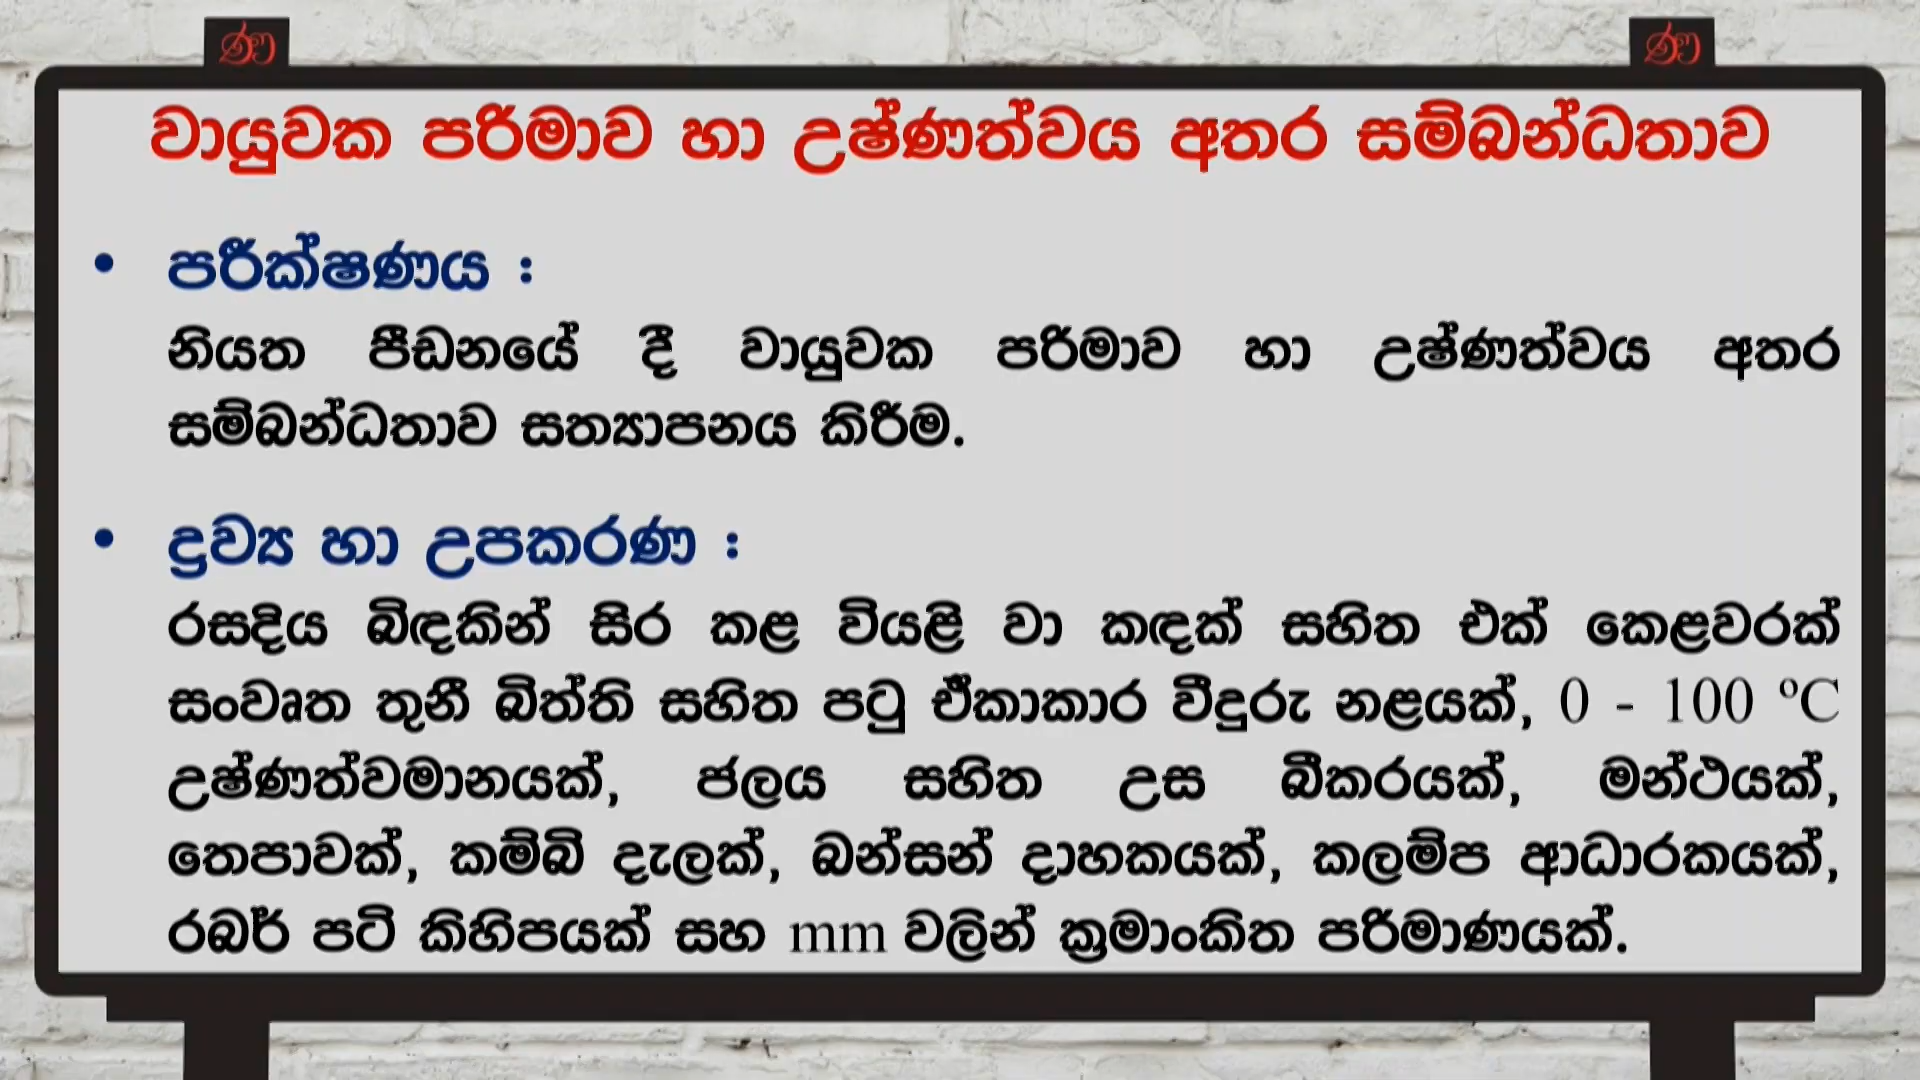 ණ ණ
වායුවක පරිමාව හා උෂ්ණත්වය අතර සම්බන්ධතාව
• පරීක්ෂණය :
නියත පීඩනයේ දී වායුවක පරිමාව හා උෂ්ණත්වය අතර
සම්බන්ධතාව සත්‍යාපනය කිරීම.
• ද්‍රව්‍ය හා උපකරණ :
රසදිය බිඳකින් සිර කළ වියළි වා කඳක් සහිත එක් කෙළවරක්
සංවෘත තුනී බිත්ති සහිත පටු ඒකාකාර වීදුරු නළයක්, 0 - 100 °C
උෂ්ණත්වමානයක්, ජලය සහිත උස බීකරයක්, මන්ථයක්,
තෙපාවක්, කම්බි දැලක්, බන්සන් දාහකයක්, කලම්ප ආධාරකයක්,
රබර් පටි කිහිපයක් සහ mm වලින් ක්‍රමාංකිත පරිමාණයක්.